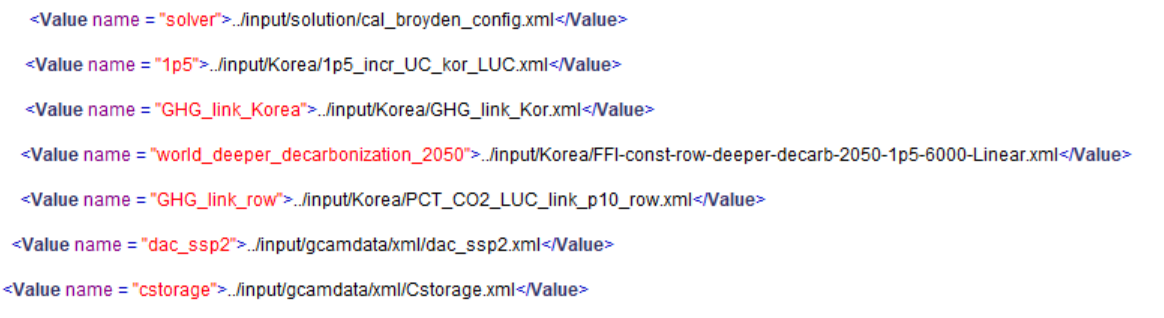 <Value name = "solver">../input/solution/cal_broyden_config.xml</Value>
<Value name = "1p5">../input/Korea/1p5_incr_UC_kor_LUC.xml</Value>
<Value name = "GHG_link_Korea">../input/Korea/GHG_link_Kor.xml</Value>
<Value name = "world_deeper_decarbonization_2050">../input/Korea/FFI-const-row-deeper-decarb-2050-1p5-6000-Linear.xml</Value>
<Value name = "GHG_link_row">../input/Korea/PCT_CO2_LUC_link_p10_row.xml</Value>
<Value name = "dac_ssp2">../input/gcamdata/xml/dac_ssp2.xml</Value>
<Value name = "cstorage">../input/gcamdata/xml/Cstorage.xml</Value>